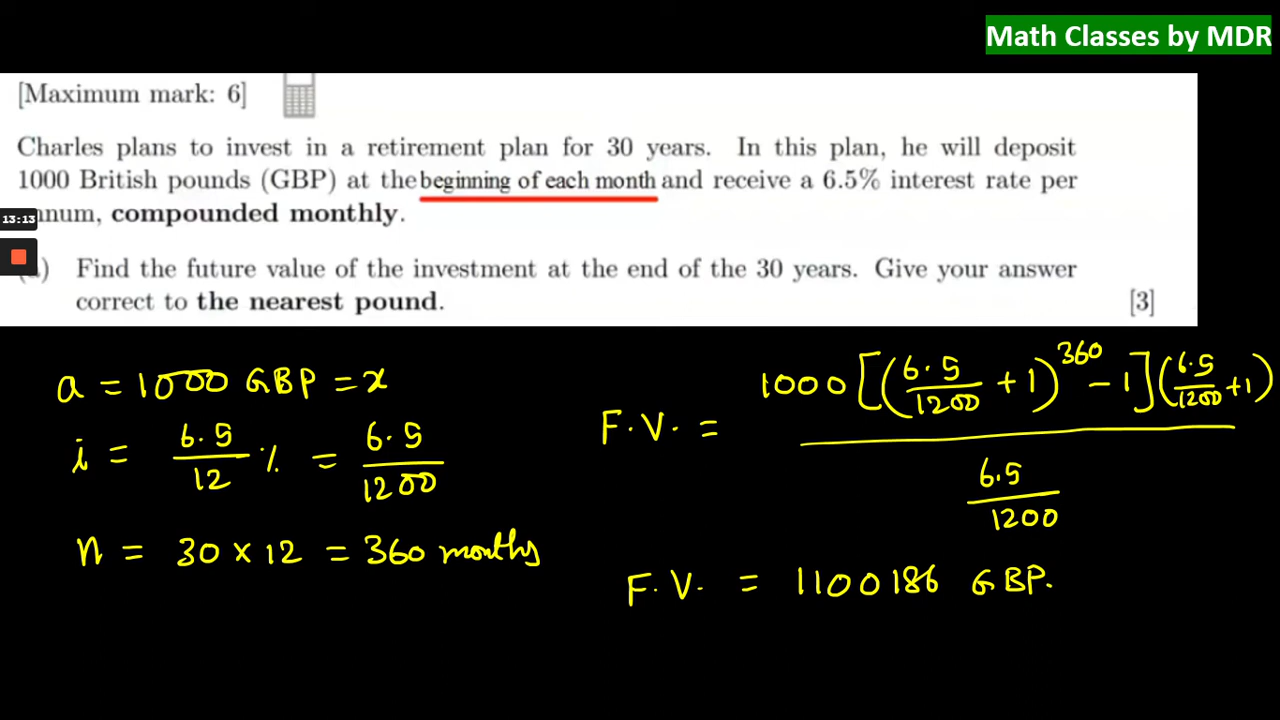 Math Classes by MDR
[Maximum mark: 6]
Charles plans to invest in a retirement plan for 30 years. In this plan, he will deposit
1000 British pounds (GBP) at the beginning of each month and receive a 6.5% interest rate per
13:13
num, compounded monthly.
) Find the future value of the investment at the end of the 30 years. Give your answer
correct to the nearest pound. [3]
a = 1000 GBP = x
i = 6.5/12 % = 6.5/1200
n = 30 × 12 = 360 months
F.V. = 1000 [(6.5/1200 + 1)^360 - 1] (6.5/1200 + 1) / (6.5/1200)
F.V. = 1100186 GBP.